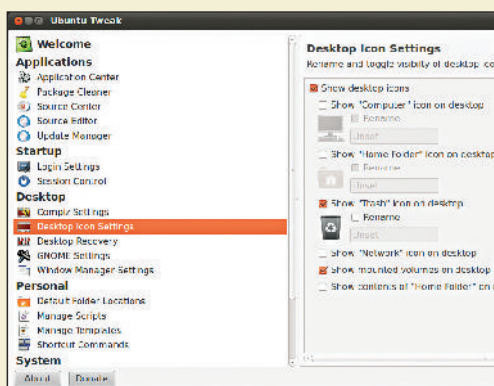 Ubuntu Tweak
Welcome
Applications
Application Center
Package Cleaner
Source Center
Source Editor
Update Manager
Startup
Login Settings
Session Control
Desktop
Compiz Settings
Desktop Icon Settings
Desktop Recovery
GNOME Settings
Window Manager Settings
Personal
Default Folder Locations
Manage Scripts
Manage Templates
Shortcut Commands
System
About
Donate
Desktop Icon Settings
Rename and toggle visibilty of desktop
Show desktop icons
Show "Computer" icon on desktop
Rename
Unset
Show "Home Folder" icon on desktop
Rename
Unset
Show "Trash" icon on desktop
Rename
Unset
Show "Network" icon on desktop
Show mounted volumes on desktop
Show contents of "Home Folder" on